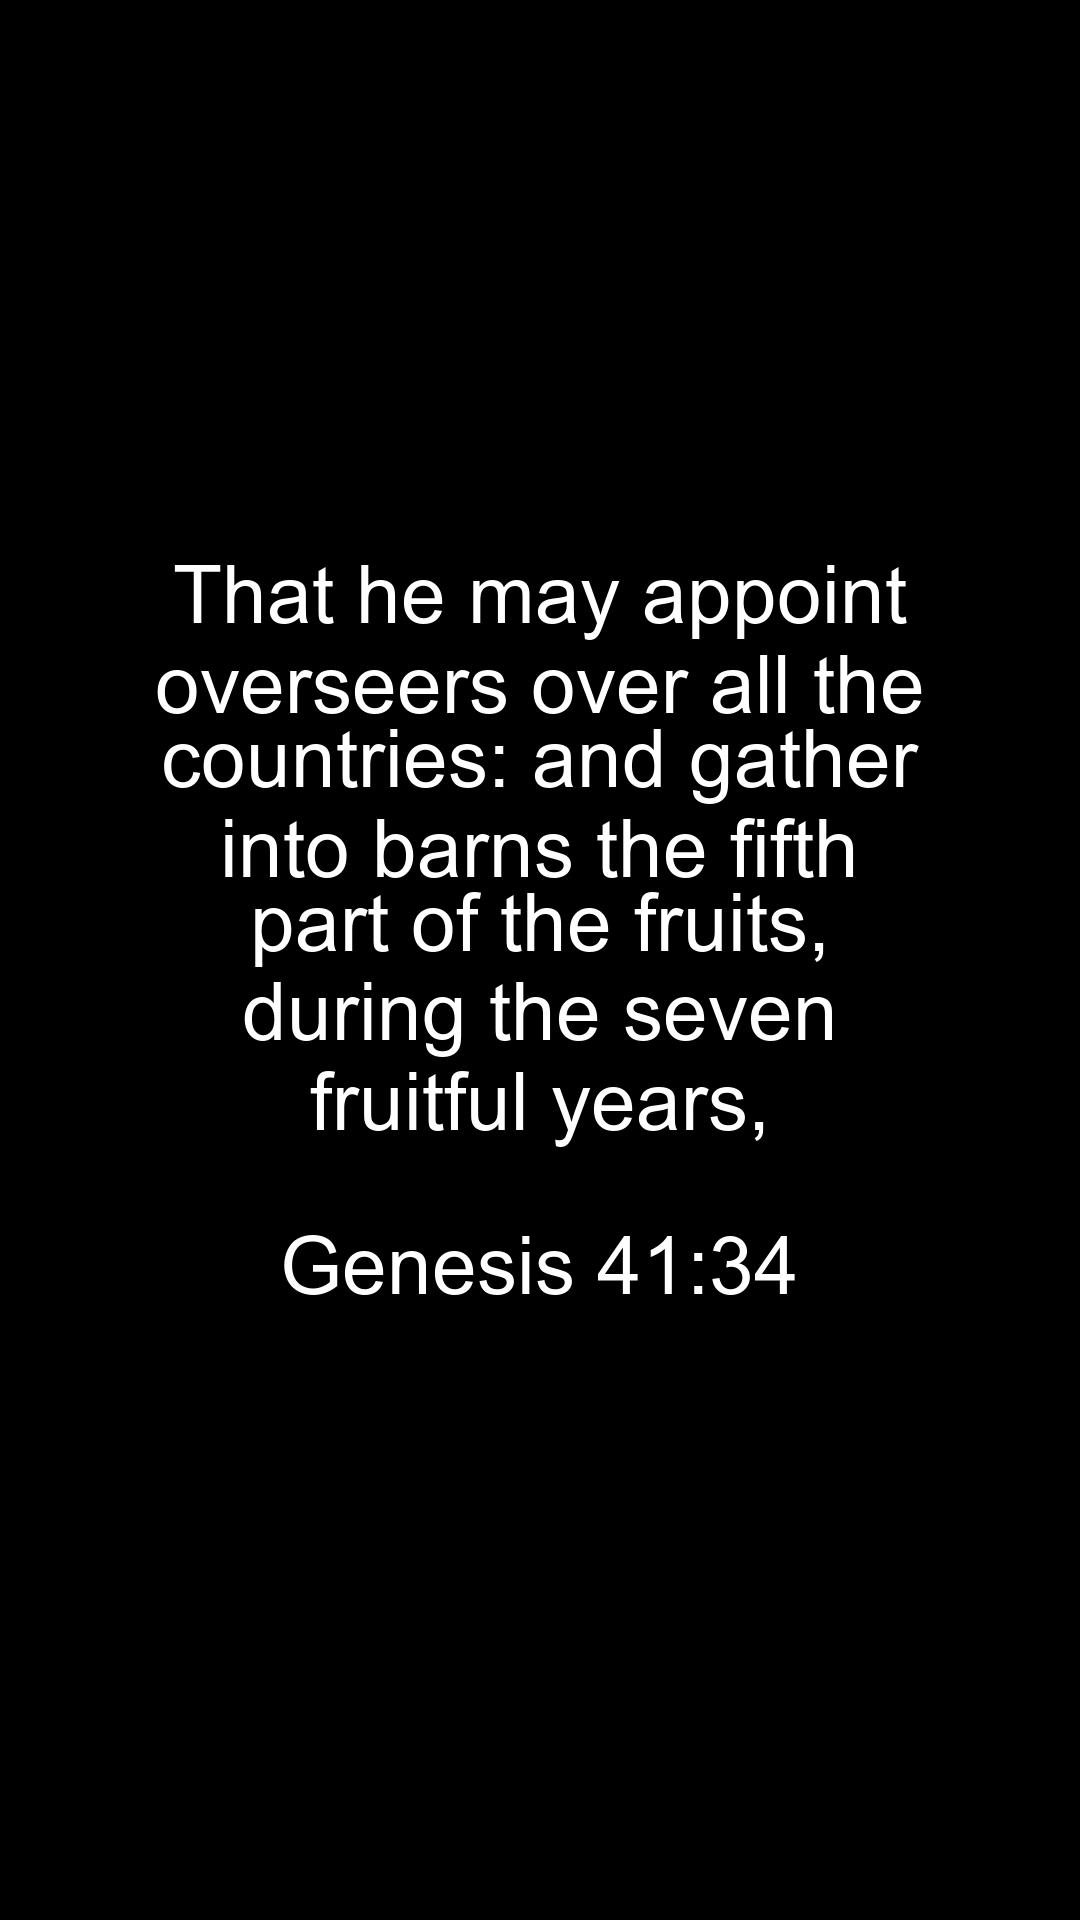 That he may appoint
overseers over all the
countries: and gather
into barns the fifth
part of the fruits,
during the seven
fruitful years,
Genesis 41:34